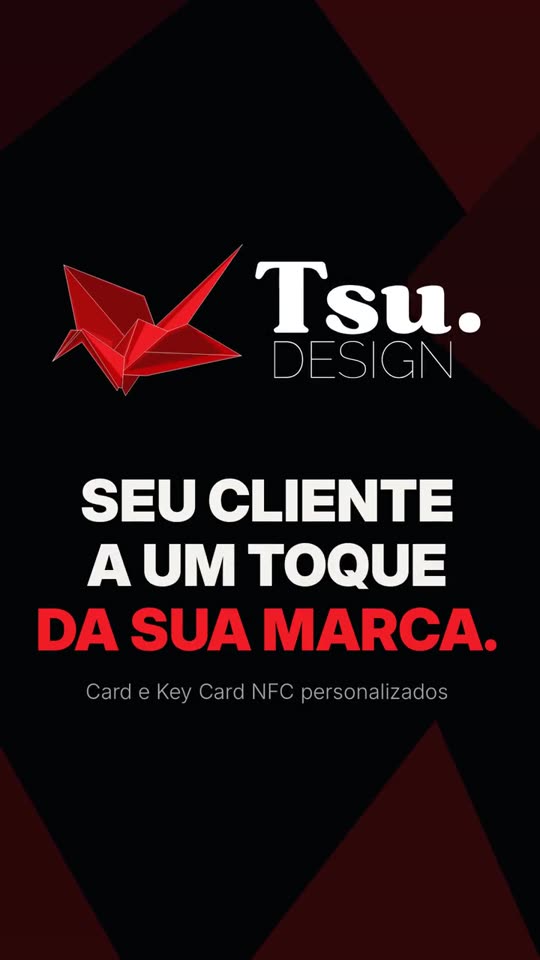 Tsu.
DESIGN
SEU CLIENTE
A UM TOQUE
DA SUA MARCA.
Card e Key Card NFC personalizados